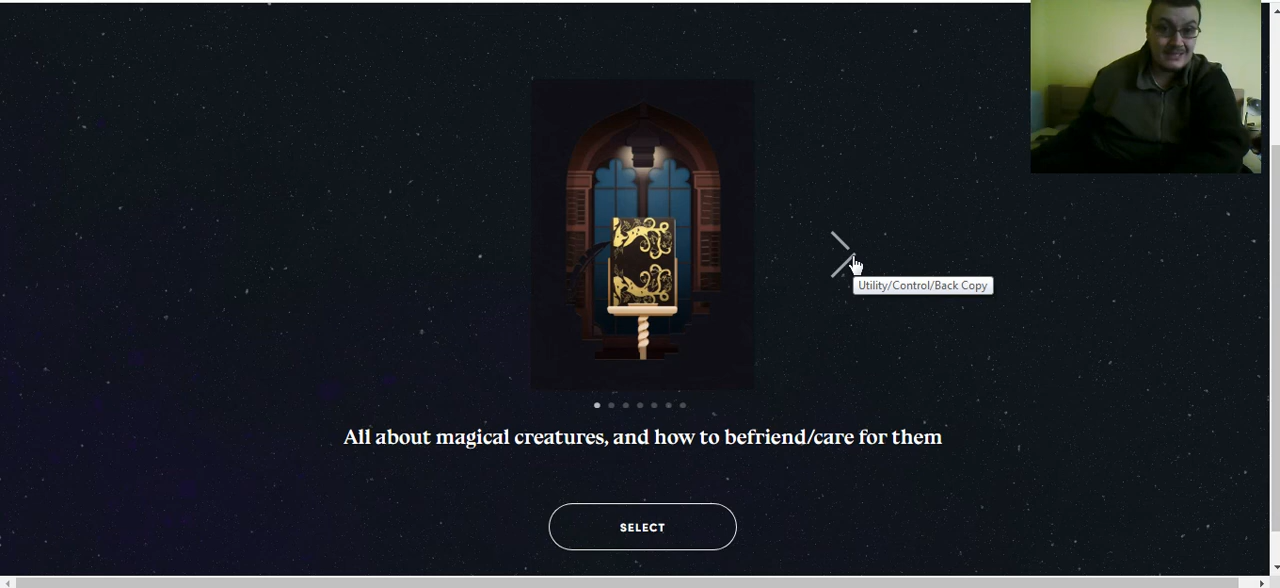 Utility/Control/Back Copy
All about magical creatures, and how to befriend/care for them
SELECT